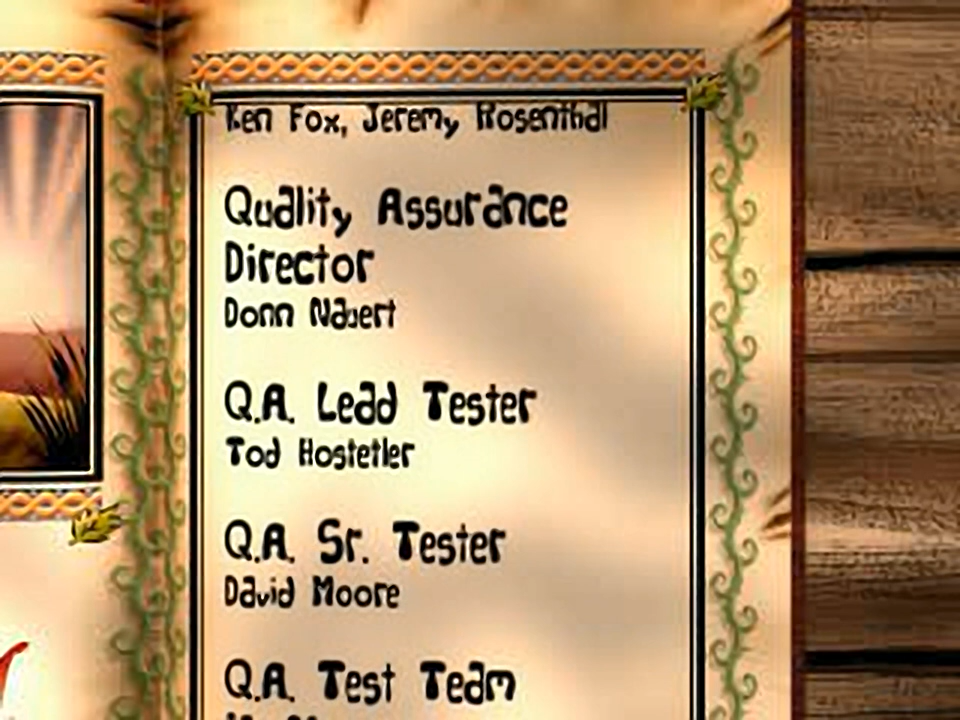 Ken Fox, Jeremy Rosenthal
Quality Assurance
Director
Donn Nauert
Q.A. Lead Tester
Tod Hostetler
Q.A. Sr. Tester
David Moore
Q.A. Test Team